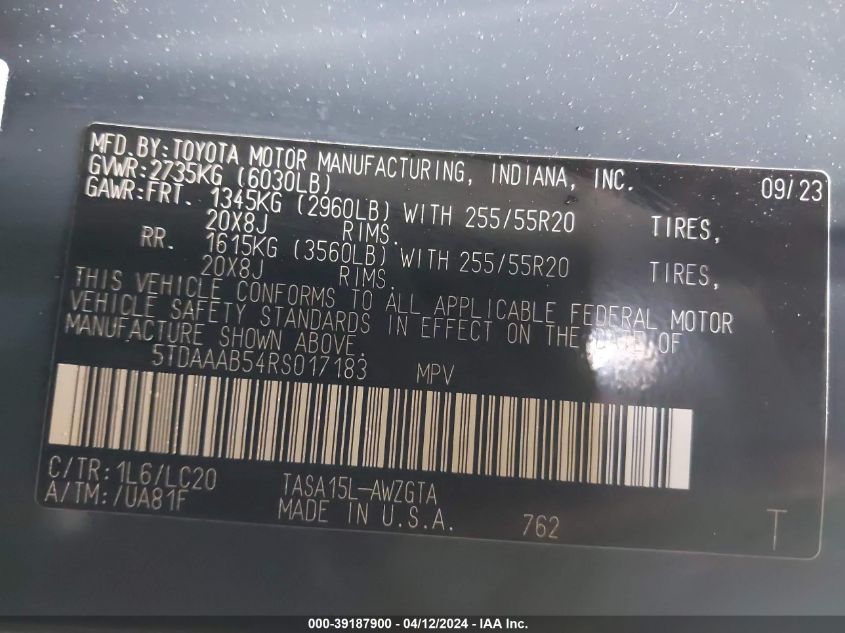 MFD.BY:TOYOTA MOTOR MANUFACTURING, INDIANA, INC. 09/23
GVWR:2735KG (6030LB)
GAWR:FRT. 1345KG (2960LB) WITH 255/55R20 TIRES,
20X8J RIMS.
RR. 1615KG (3560LB) WITH 255/55R20 TIRES,
20X8J RIMS.
THIS VEHICLE CONFORMS TO ALL APPLICABLE FEDERAL MOTOR
VEHICLE SAFETY STANDARDS IN EFFECT ON THE DATE OF
MANUFACTURE SHOWN ABOVE.
5TDAAAB54RS017183 MPV
C/TR:1L6/LC20 TASA15L-AWZGTA
A/TM:/UA81F MADE IN U.S.A. 762 T
000-39187900 - 04/12/2024 - IAA Inc.